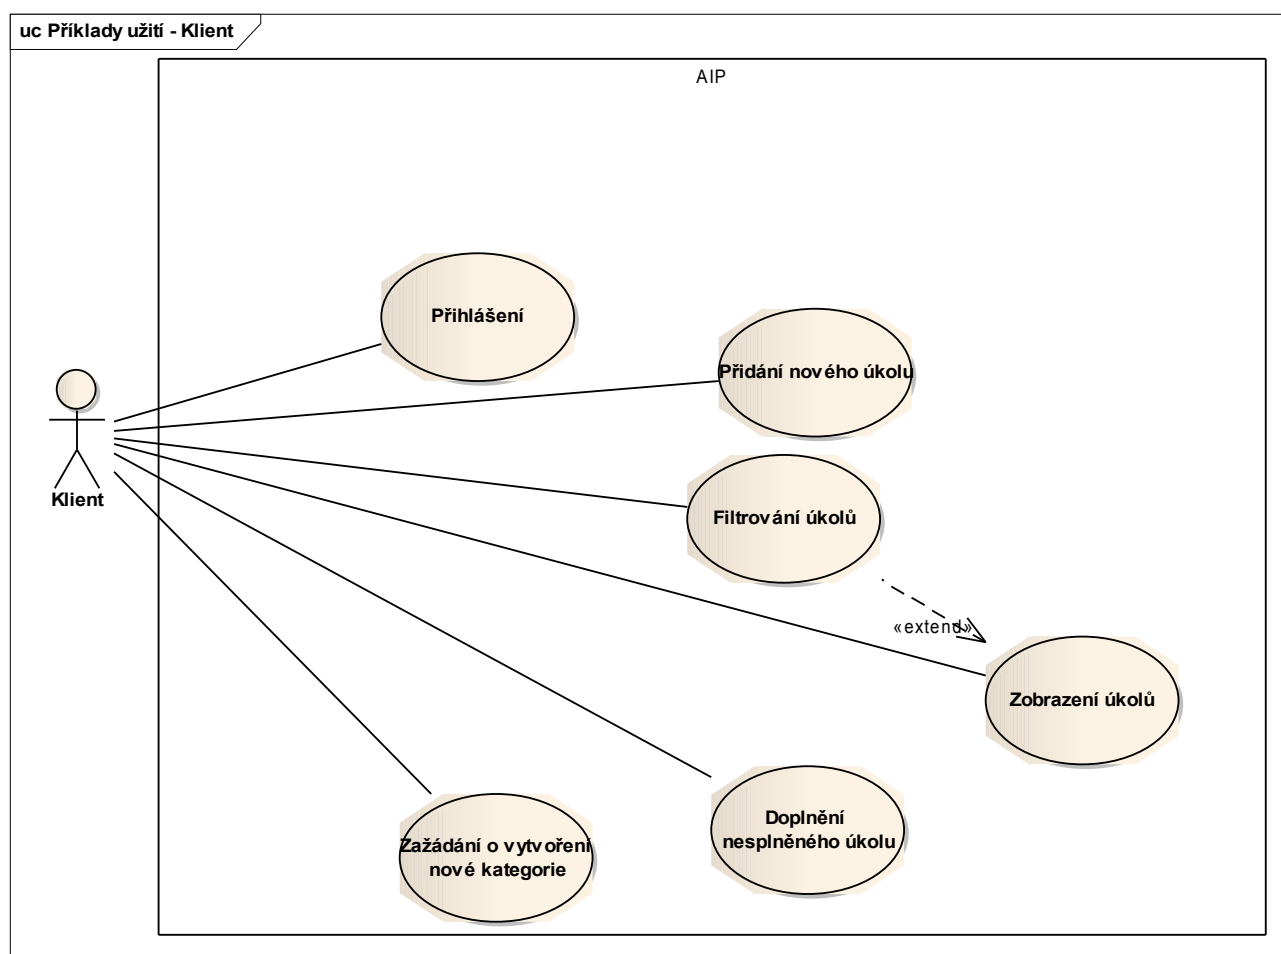 uc Příklady užití - Klient
AIP
Přihlášení
Přidání nového úkolu
Klient
Filtrování úkolů
«extend»
Zobrazení úkolů
Doplnění
nesplněného úkolu
Zažádání o vytvoření
nové kategorie